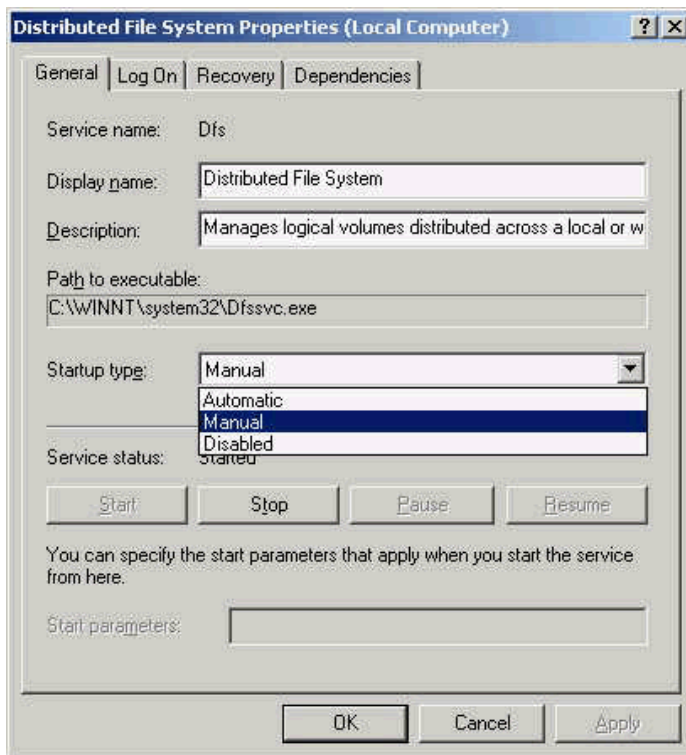 Distributed File System Properties (Local Computer)
General Log On Recovery Dependencies
Service name: Dfs
Display name: Distributed File System
Description: Manages logical volumes distributed across a local or w
Path to executable:
C:\WINNT\system32\Dfssvc.exe
Startup type: Manual
Automatic
Manual
Disabled
Service status: Started
Start Stop Pause Resume
You can specify the start parameters that apply when you start the service
from here.
Start parameters:
OK Cancel Apply